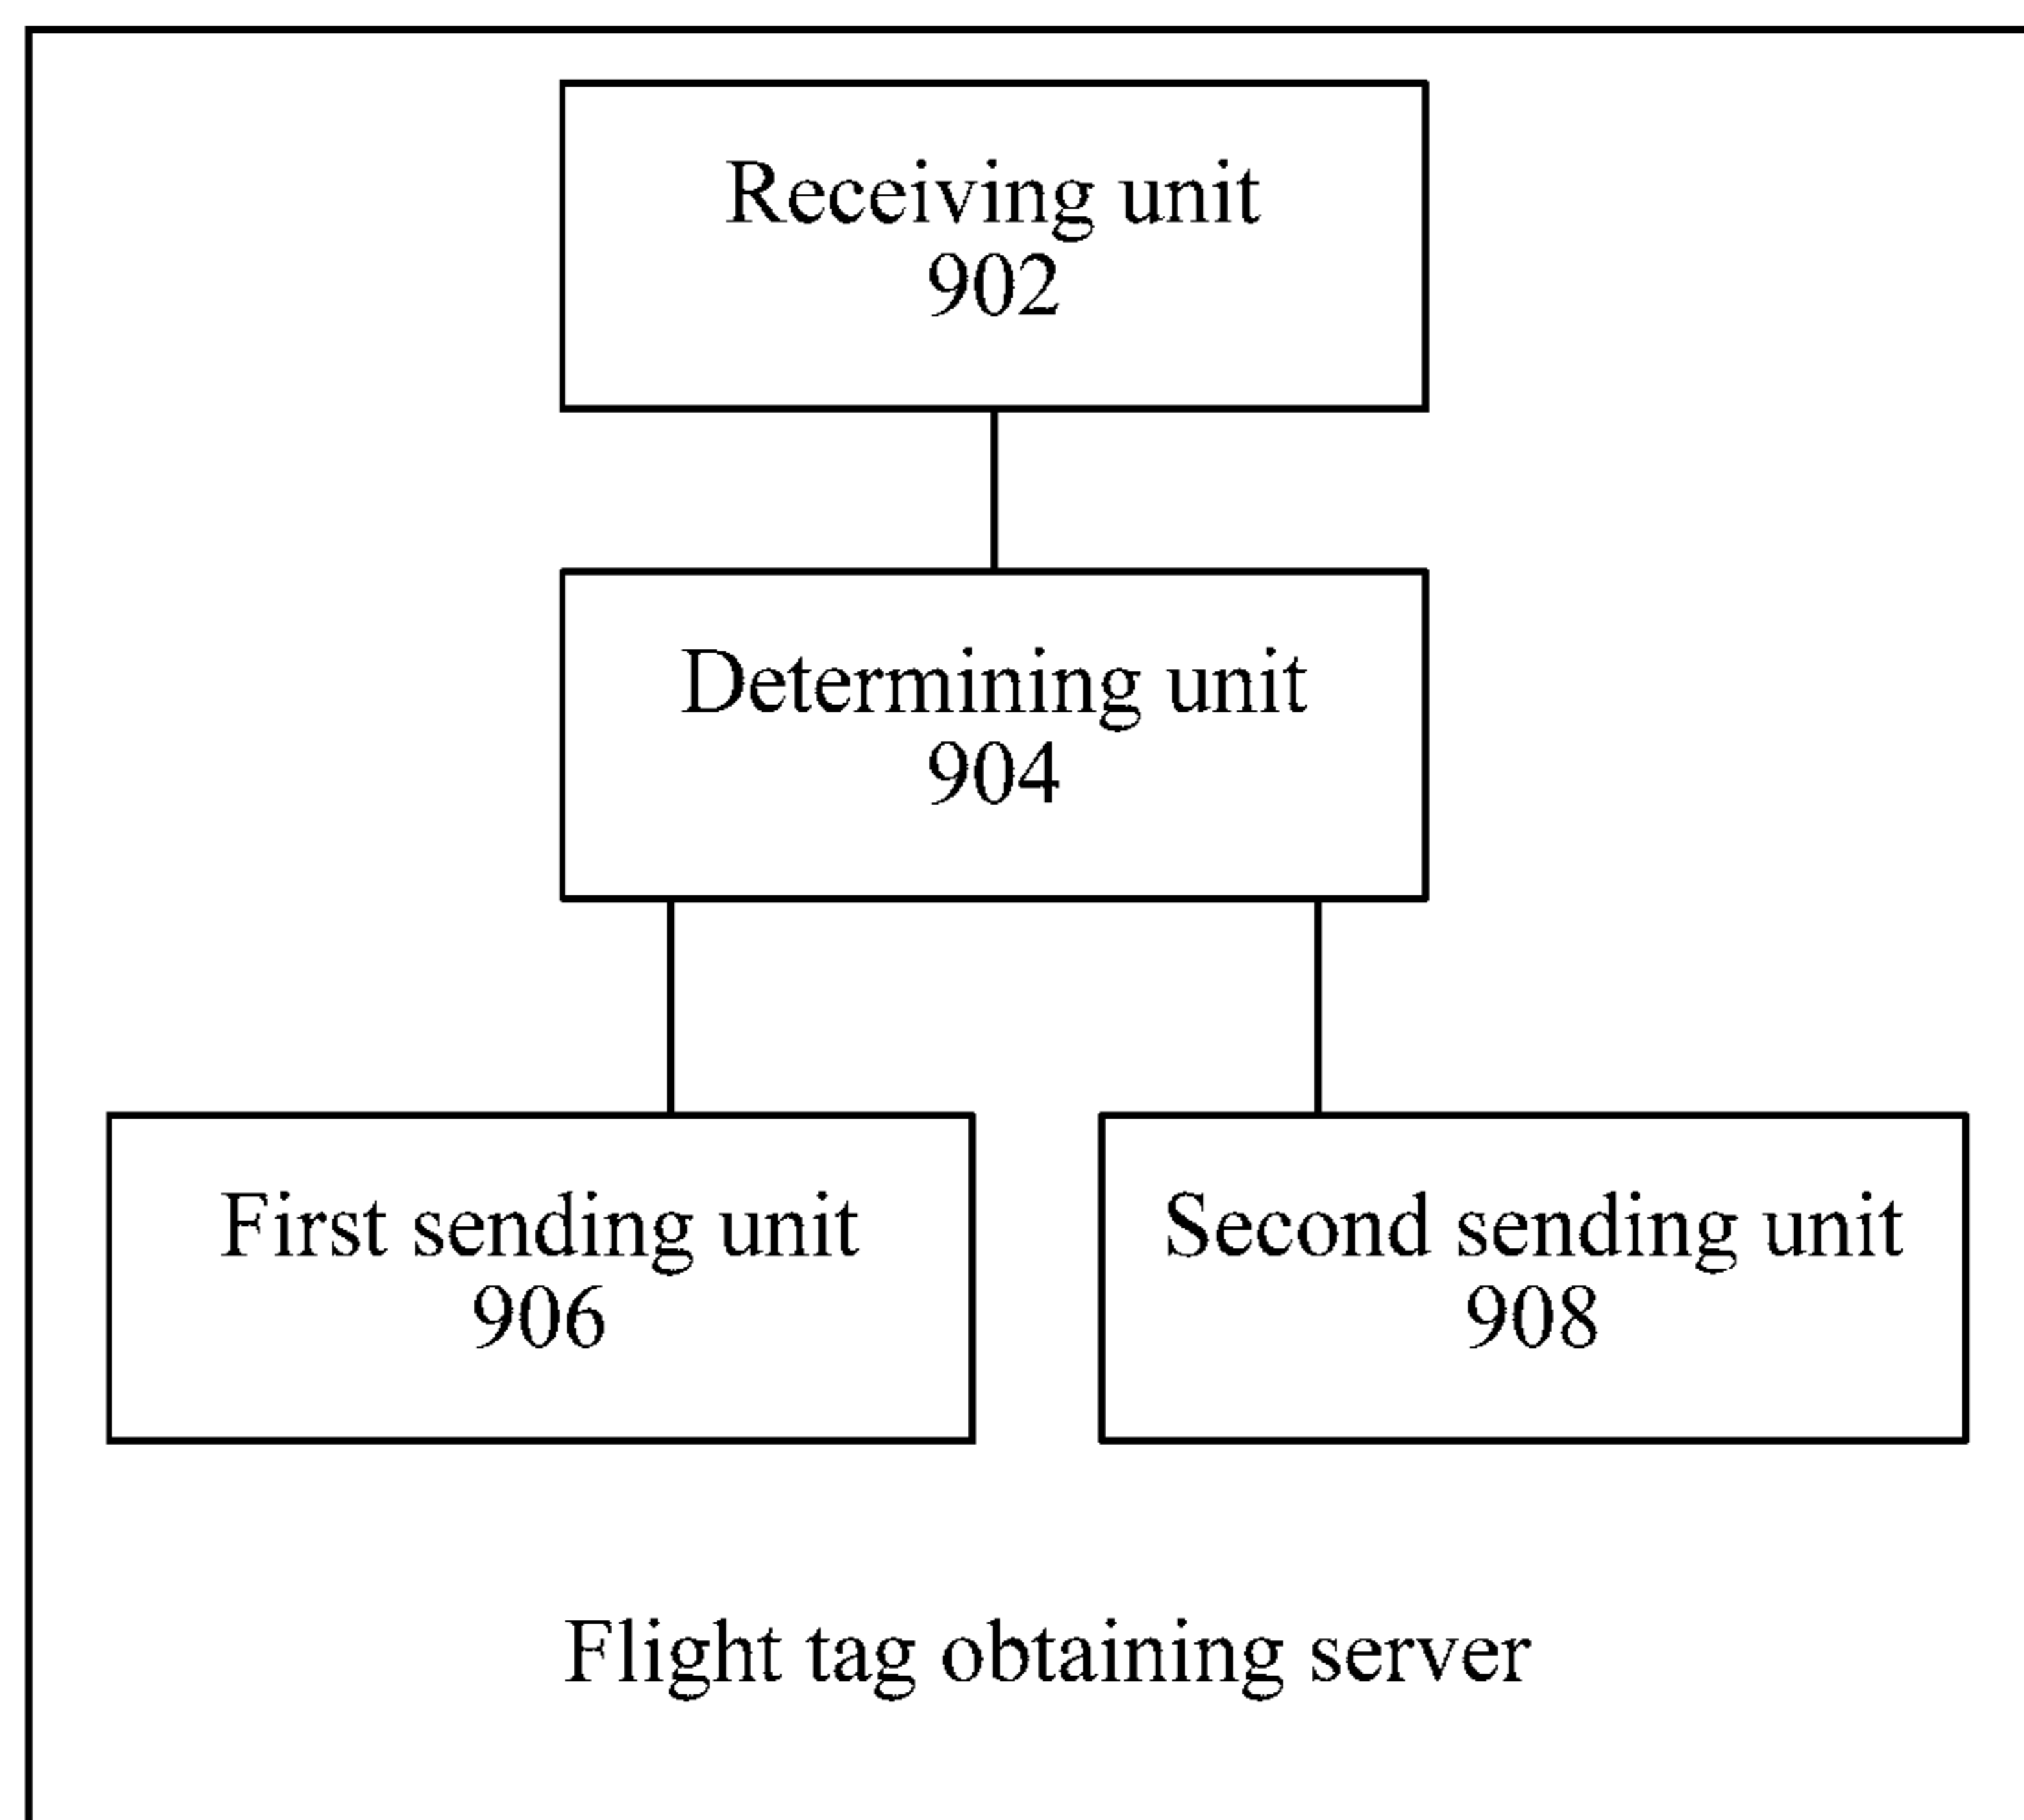 Receiving unit
902
Determining unit
904
First sending unit
906
Second sending unit
908
Flight tag obtaining server